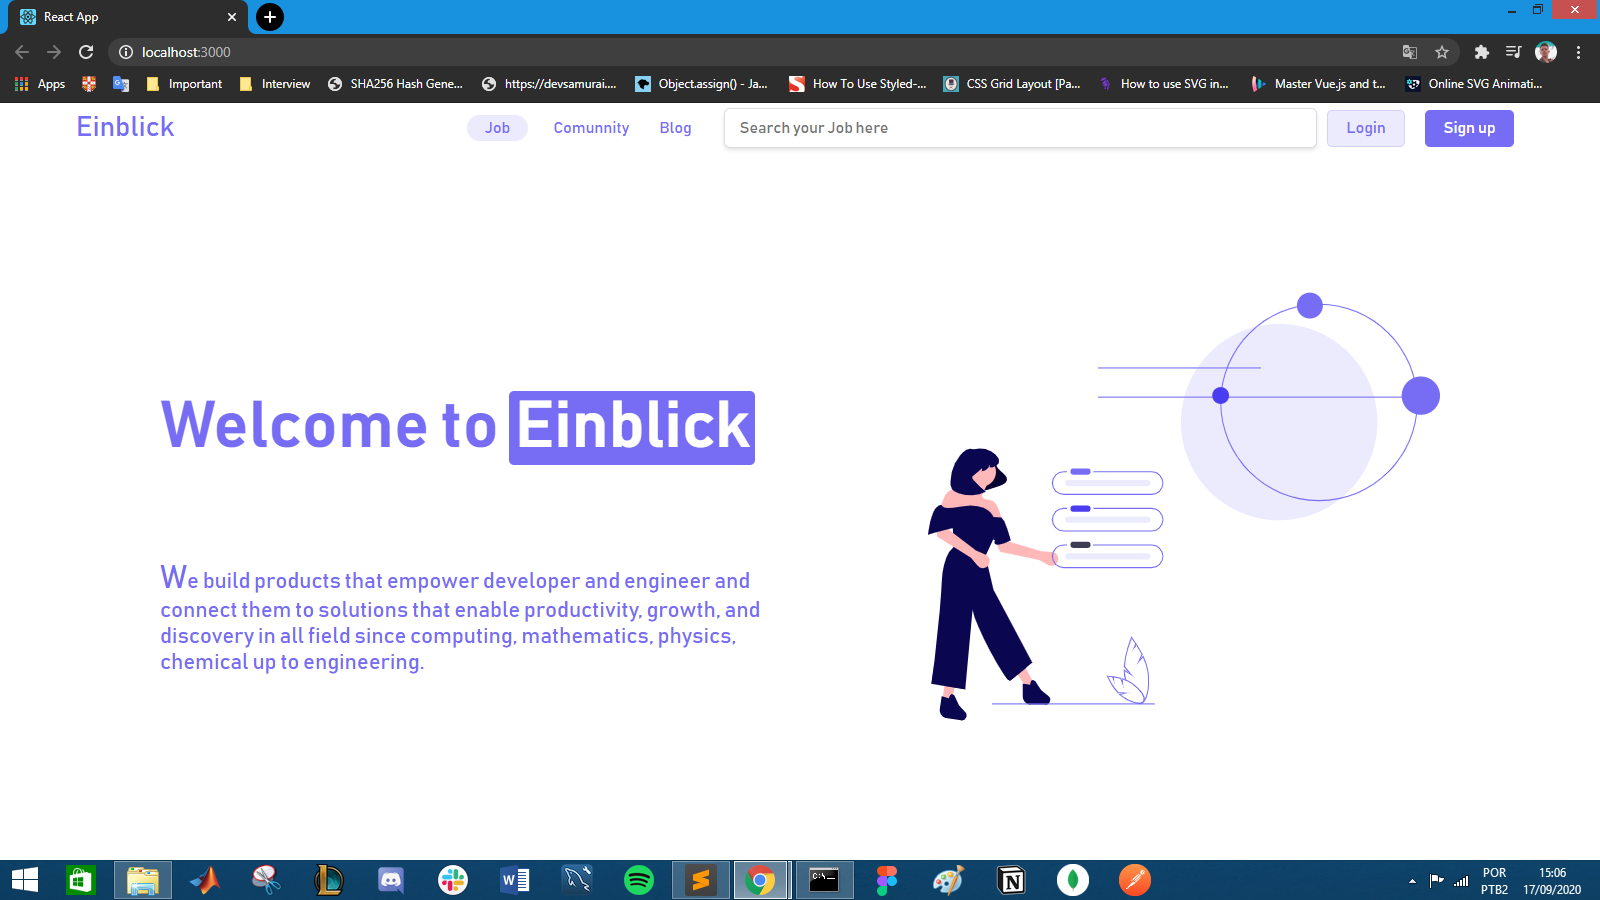 React App
localhost:3000
Apps
Important
Interview
SHA256 Hash Gene...
https://devsamurai....
Object.assign() - Ja...
How To Use Styled-...
CSS Grid Layout [Pa...
How to use SVG in...
Master Vue.js and t...
Online SVG Animati...
Einblick
Job
Comunnity
Blog
Search your Job here
Login
Sign up
Welcome to Einblick
We build products that empower developer and engineer and
connect them to solutions that enable productivity, growth, and
discovery in all field since computing, mathematics, physics,
chemical up to engineering.
POR
PTB2
15:06
17/09/2020